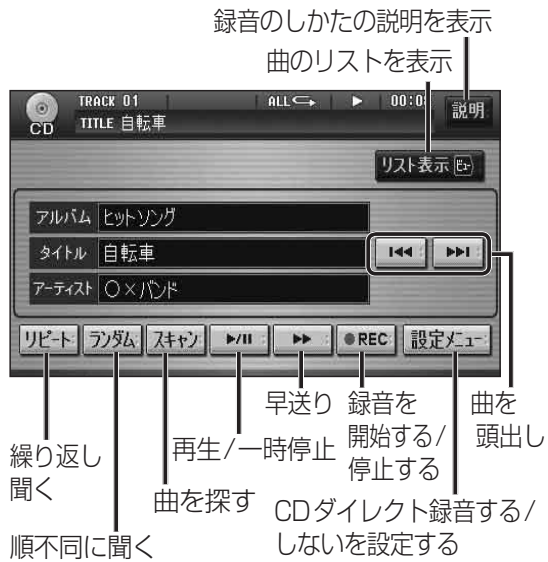 録音のしかたの説明を表示
曲のリストを表示
CD
TRACK 01 ALL 00:0
TITLE 自転車
説明
リスト表示 ビュー
アルバム ヒットソング
タイトル 自転車
アーティスト ○×バンド
リピート ランダム スキャン ▶/II ▶▶ ●REC 設定メニュー
早送り
録音を
開始する/
停止する
曲を
頭出し
再生/一時停止
繰り返し
聞く
曲を探す
CDダイレクト録音する/
しないを設定する
順不同に聞く